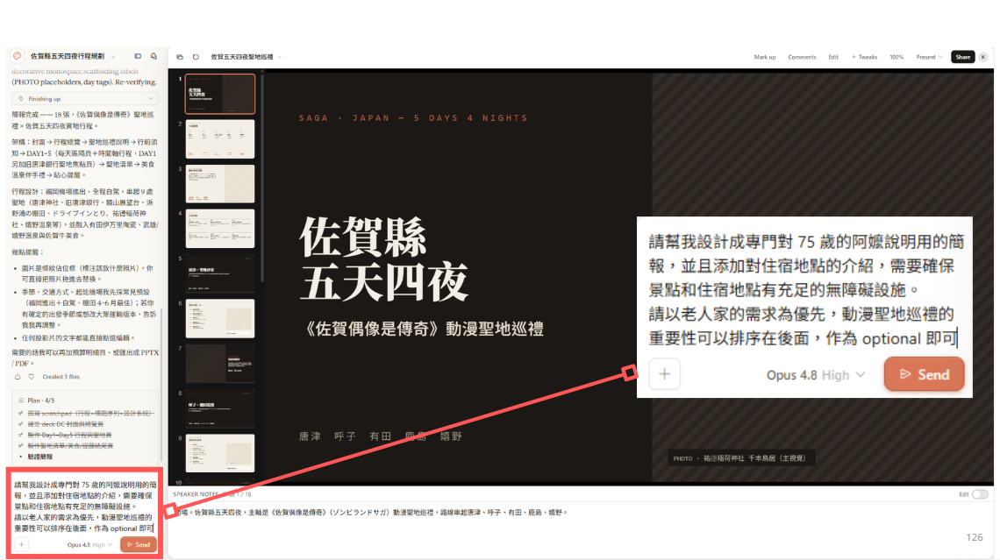 佐賀縣五天四夜行程規劃
decorative monospace scaffolding labels
(PHOTO placeholders, day tags). Re-verifying.
Finishing up
簡報完成 —— 18 張，《佐賀偶像是傳奇》聖地巡
禮 × 佐賀五天四夜實地行程。
架構：封面 → 行程總覽 → 聖地巡禮說明 → 行前須
知 → DAY1–5（每天區隔頁＋時間軸行程，DAY1
另加旧唐津銀行聖地焦點頁）→ 聖地清單 → 美食
溫泉伴手禮 → 貼心提醒。
行程設計：福岡機場進出、全程自駕，串起 9 處
聖地（唐津神社、旧唐津銀行、鏡山展望台、浜
野浦の棚田、ドライブインとり、祐徳稲荷神
社、嬉野温泉等），並融入有田伊万里陶瓷、武雄/
嬉野溫泉與佐賀牛美食。
幾點提醒：
• 圖片是條紋佔位框（標注該放什麼照片），你
可直接把照片拖進去替換。
• 季節、交通方式、起訖機場我先採常見預設
（福岡進出＋自駕、棚田 4–6 月最佳）；若你
有確定的出發季節或想改大眾運輸版本，告訴
我我再調整。
• 任何投影片的文字都能直接點選編輯。
需要的話我可以再加預算明細頁、或匯出成 PPTX
/ PDF。
Created 3 files
Plan · 4/5
撰寫 scratchpad（行程+標題序列+設計系統）
建立 deck DC 封面與總覽頁
製作 Day1–Day5 行程與聖地頁
製作聖地清單/美食/提醒結尾頁
• 驗證簡報
請幫我設計成專門對 75 歲的阿嬤說明用的簡
報，並且添加對住宿地點的介紹，需要確保
景點和住宿地點有充足的無障礙設施。
請以老人家的需求為優先，動漫聖地巡禮的
重要性可以排序在後面，作為 optional 即可
+ Opus 4.8 High Send
佐賀五天四夜聖地巡禮
Mark up Comments Edit + Tweaks 100% Present Share K
1
2
3
4
5
6
7
8
9
10
佐賀縣
五天四夜
SAGA · JAPAN — 5 DAYS 4 NIGHTS
佐賀縣
五天四夜
《佐賀偶像是傳奇》動漫聖地巡禮
唐津 呼子 有田 鹿島 嬉野
PHOTO · 祐徳稲荷神社 千本鳥居（主視覺）
請幫我設計成專門對 75 歲的阿嬤說明用的簡
報，並且添加對住宿地點的介紹，需要確保
景點和住宿地點有充足的無障礙設施。
請以老人家的需求為優先，動漫聖地巡禮的
重要性可以排序在後面，作為 optional 即可
+ Opus 4.8 High Send
SPEAKER NOTES 1 / 18 Edit
場。佐賀縣五天四夜，主軸是《佐賀偶像是傳奇》（ゾンビランドサガ）動漫聖地巡禮，路線串起唐津、呼子、有田、鹿島、嬉野。
126